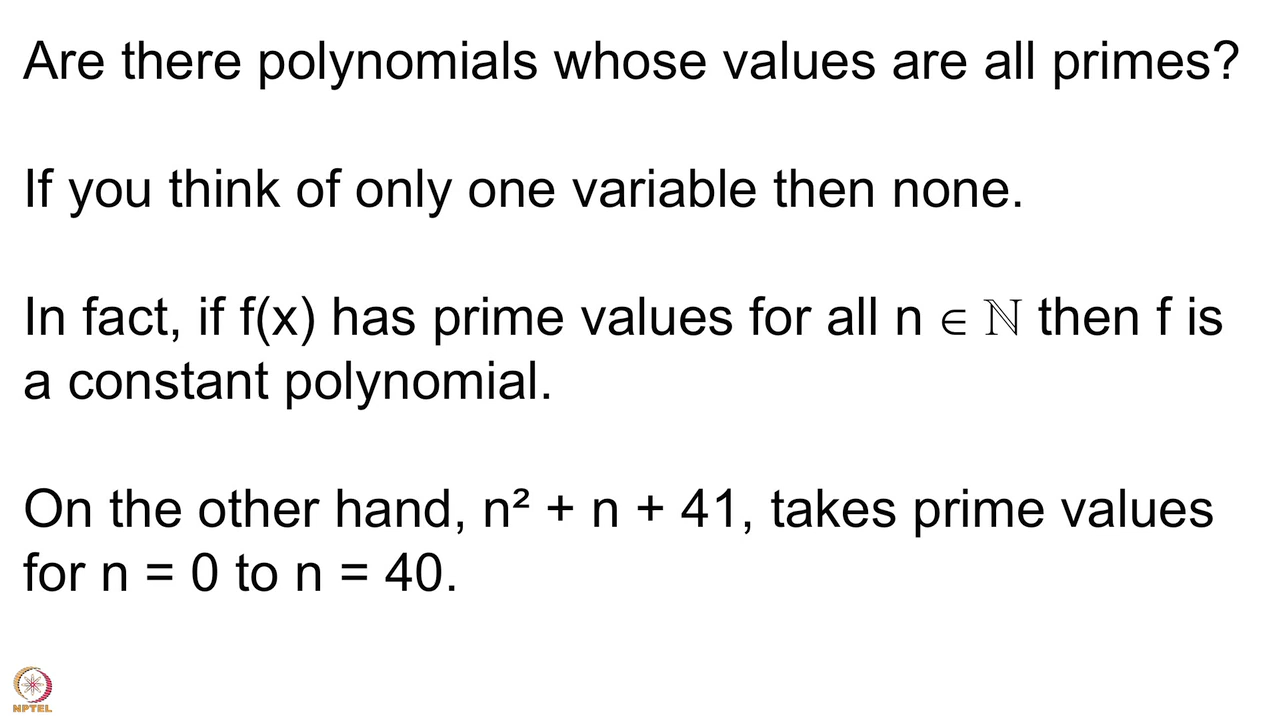 Are there polynomials whose values are all primes?
If you think of only one variable then none.
In fact, if f(x) has prime values for all n ∈ ℕ then f is
a constant polynomial.
On the other hand, n² + n + 41, takes prime values
for n = 0 to n = 40.
NPTEL